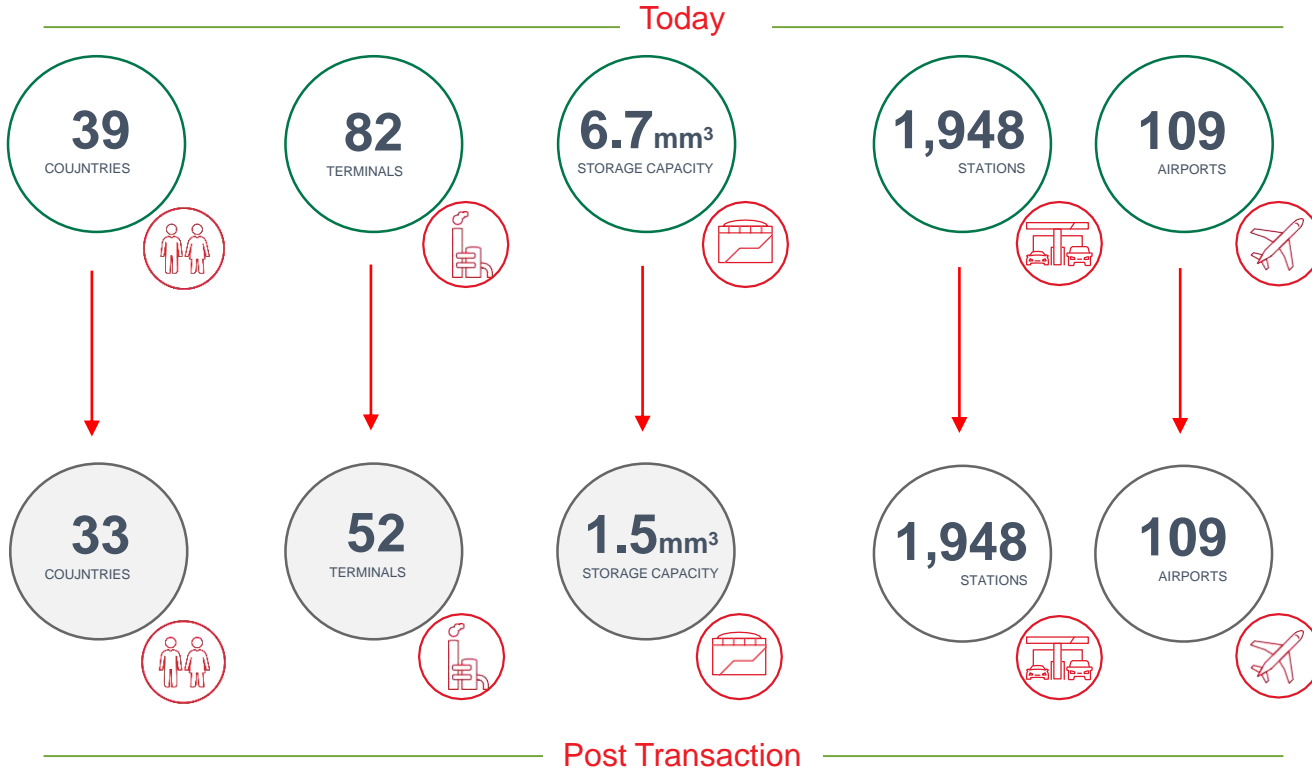 Today
39
COUJNTRIES
82
TERMINALS
6.7mm³
STORAGE CAPACITY
1,948
STATIONS
109
AIRPORTS
33
COUJNTRIES
52
TERMINALS
1.5mm³
STORAGE CAPACITY
1,948
STATIONS
109
AIRPORTS
Post Transaction